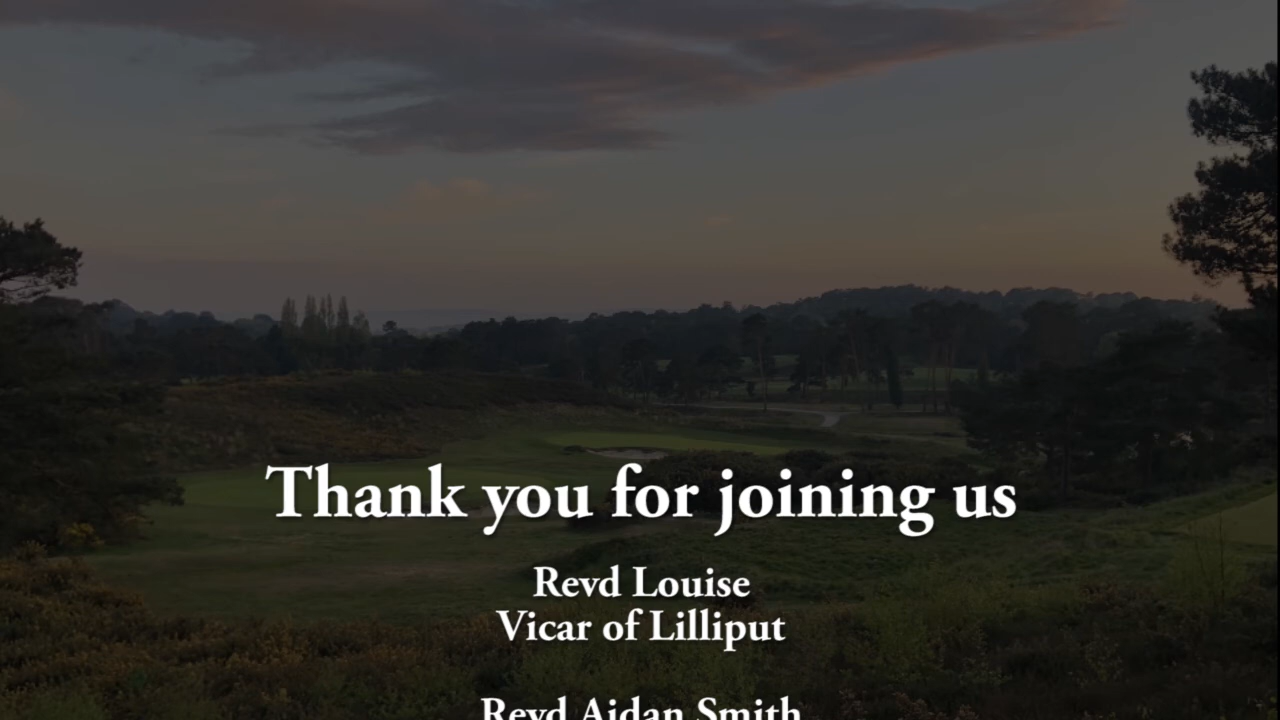 Thank you for joining us
Revd Louise
Vicar of Lilliput
Revd Aidan Smith